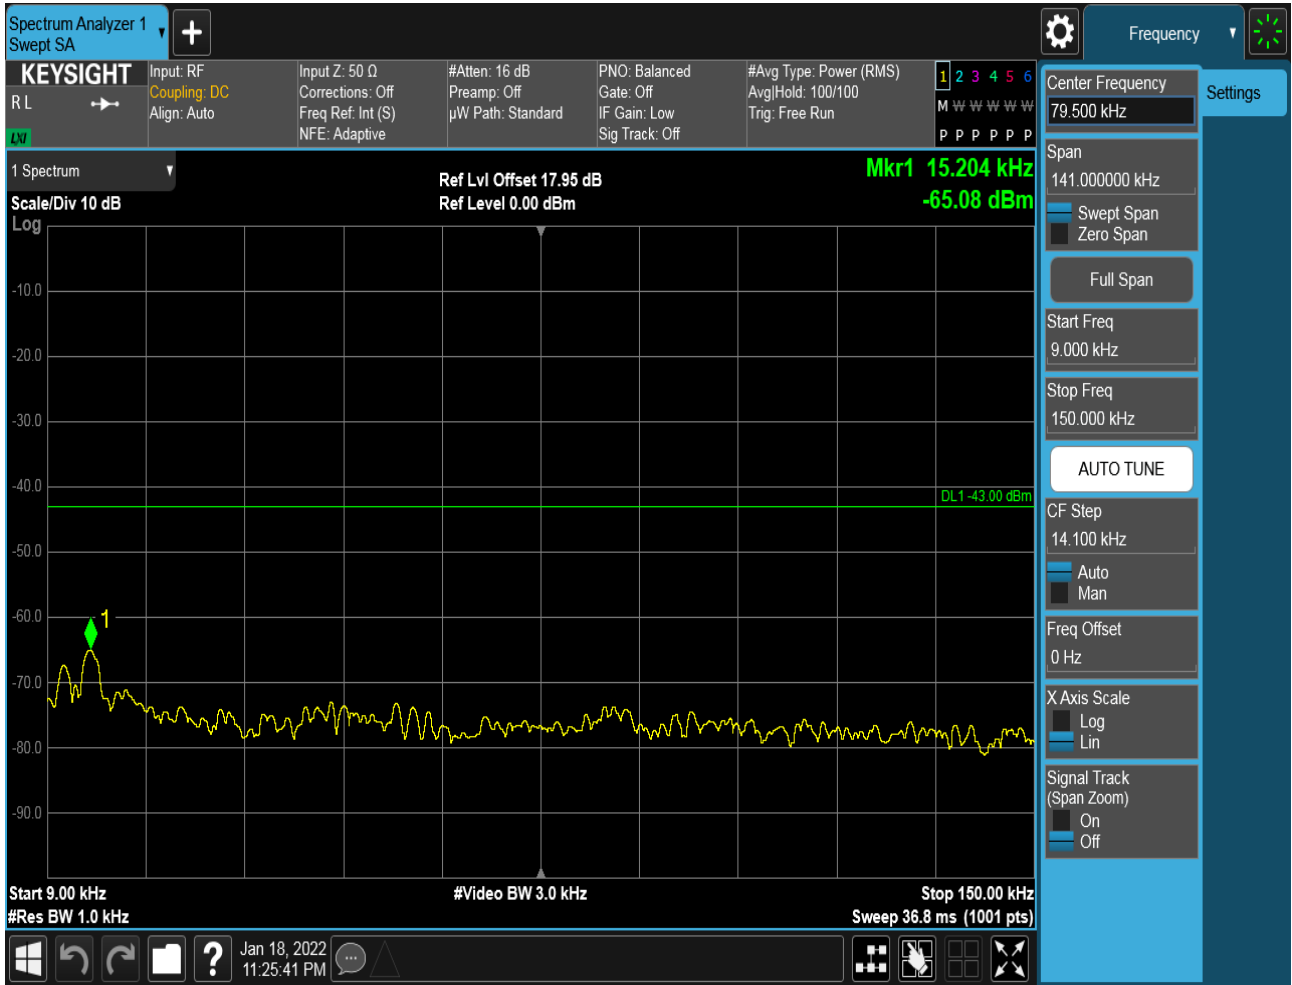 Spectrum Analyzer 1
Swept SA
Frequency
KEYSIGHT
R L
LXI
Input: RF
Coupling: DC
Align: Auto
Input Z: 50 Ω
Corrections: Off
Freq Ref: Int (S)
NFE: Adaptive
#Atten: 16 dB
Preamp: Off
µW Path: Standard
PNO: Balanced
Gate: Off
IF Gain: Low
Sig Track: Off
#Avg Type: Power (RMS)
Avg|Hold: 100/100
Trig: Free Run
1 2 3 4 5 6
M W W W W W
P P P P P P
1 Spectrum
Scale/Div 10 dB
Log
Ref Lvl Offset 17.95 dB
Ref Level 0.00 dBm
Mkr1 15.204 kHz
-65.08 dBm
-10.0
-20.0
-30.0
-40.0
DL1 -43.00 dBm
-50.0
-60.0
1
-70.0
-80.0
-90.0
Start 9.00 kHz
#Video BW 3.0 kHz
Stop 150.00 kHz
#Res BW 1.0 kHz
Sweep 36.8 ms (1001 pts)
Jan 18, 2022
11:25:41 PM
Center Frequency
79.500 kHz
Settings
Span
141.000000 kHz
Swept Span
Zero Span
Full Span
Start Freq
9.000 kHz
Stop Freq
150.000 kHz
AUTO TUNE
CF Step
14.100 kHz
Auto
Man
Freq Offset
0 Hz
X Axis Scale
Log
Lin
Signal Track
(Span Zoom)
On
Off